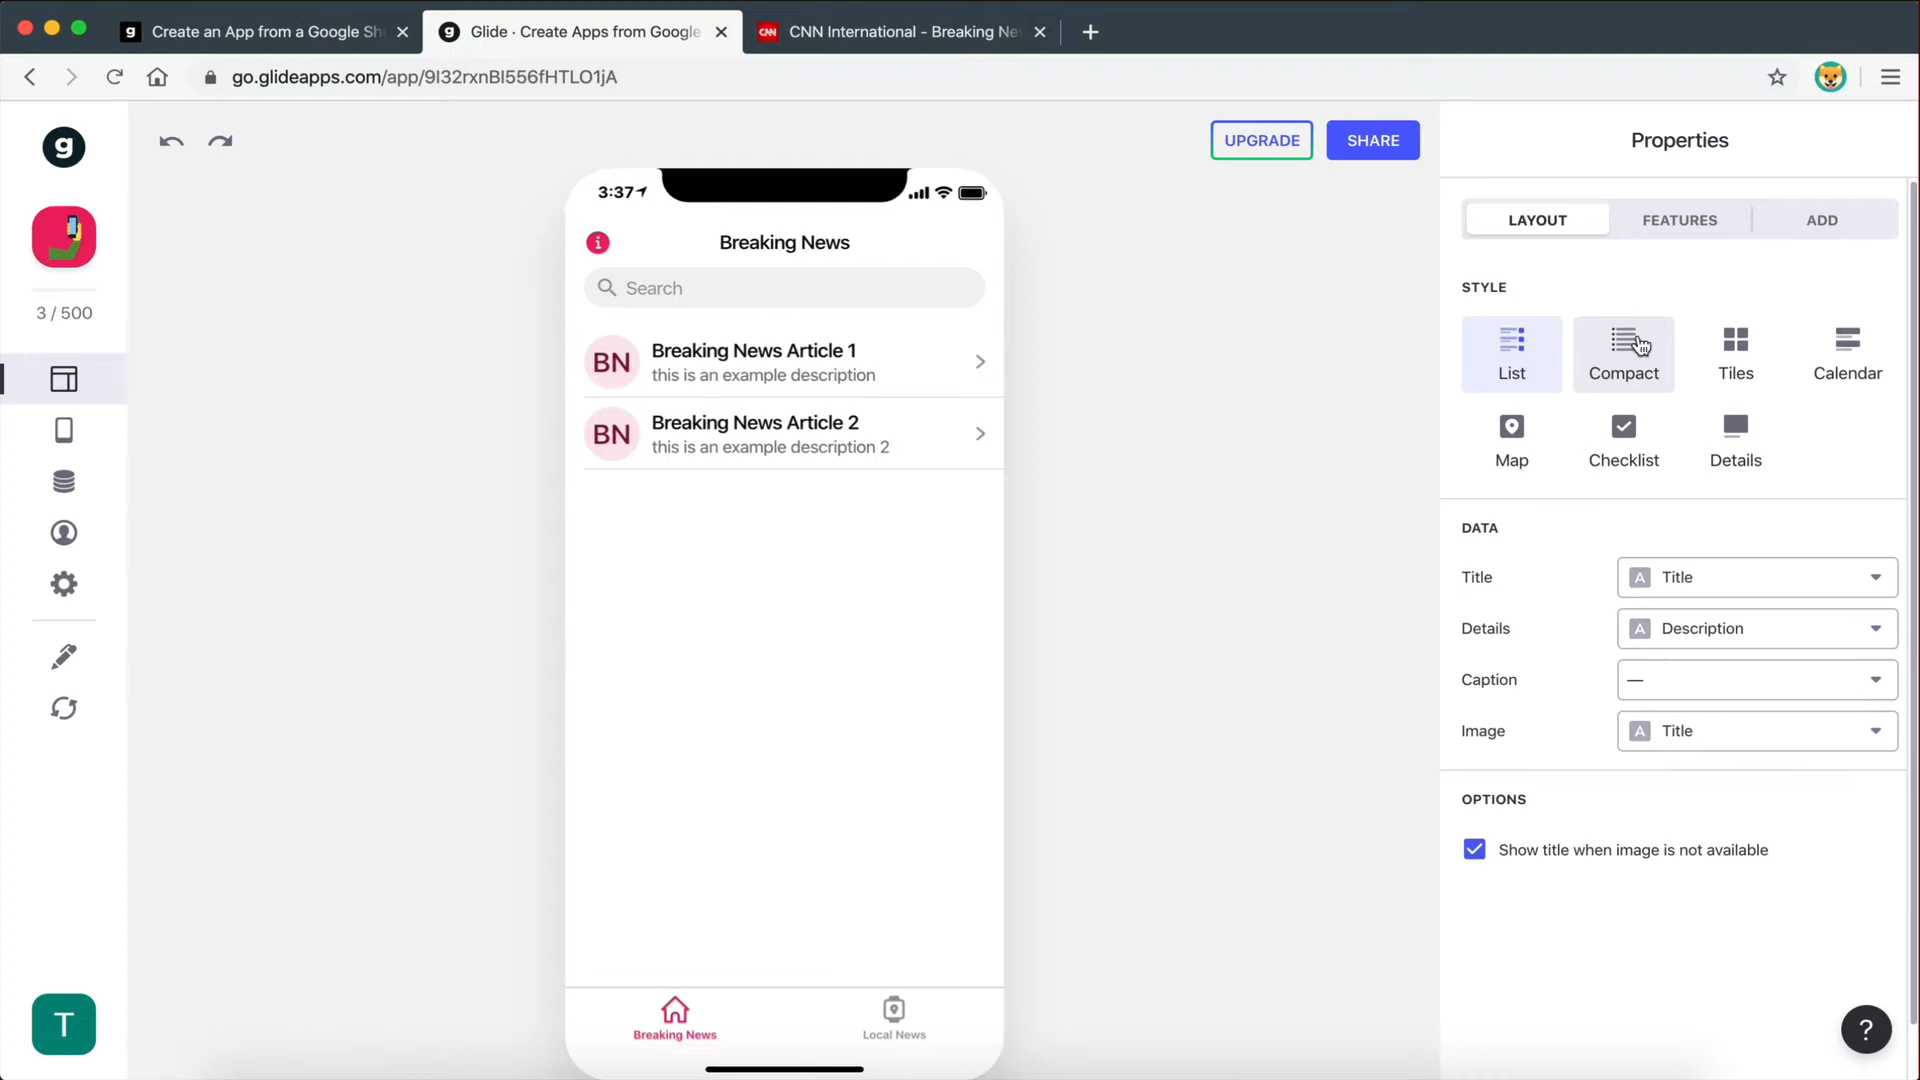 g Create an App from a Google She
g Glide · Create Apps from Google
CNN CNN International - Breaking Ne
go.glideapps.com/app/9I32rxnBI556fHTLO1jA
g
3 / 500
T
UPGRADE
SHARE
3:37
Breaking News
Search
BN
Breaking News Article 1
this is an example description
BN
Breaking News Article 2
this is an example description 2
Breaking News
Local News
Properties
LAYOUT
FEATURES
ADD
STYLE
List
Compact
Tiles
Calendar
Map
Checklist
Details
DATA
Title
A Title
Details
A Description
Caption
—
Image
A Title
OPTIONS
Show title when image is not available
?